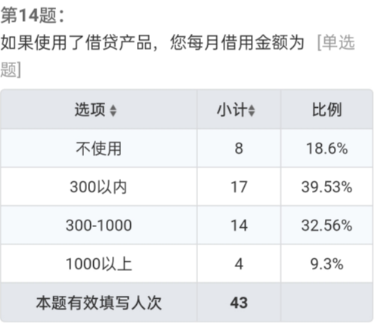 第14题：
如果使用了借贷产品，您每月借用金额为 [单选
题]
选项 小计 比例
不使用 8 18.6%
300以内 17 39.53%
300-1000 14 32.56%
1000以上 4 9.3%
本题有效填写人次 43